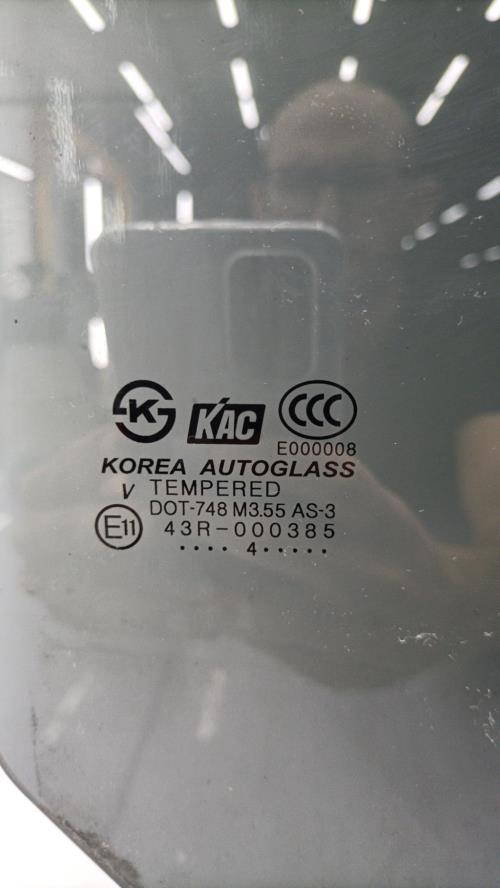 K KAC CCC
E000008
KOREA AUTOGLASS
V TEMPERED
DOT-748 M3.55 AS-3
E11 43R-000385
•••• 4•••••